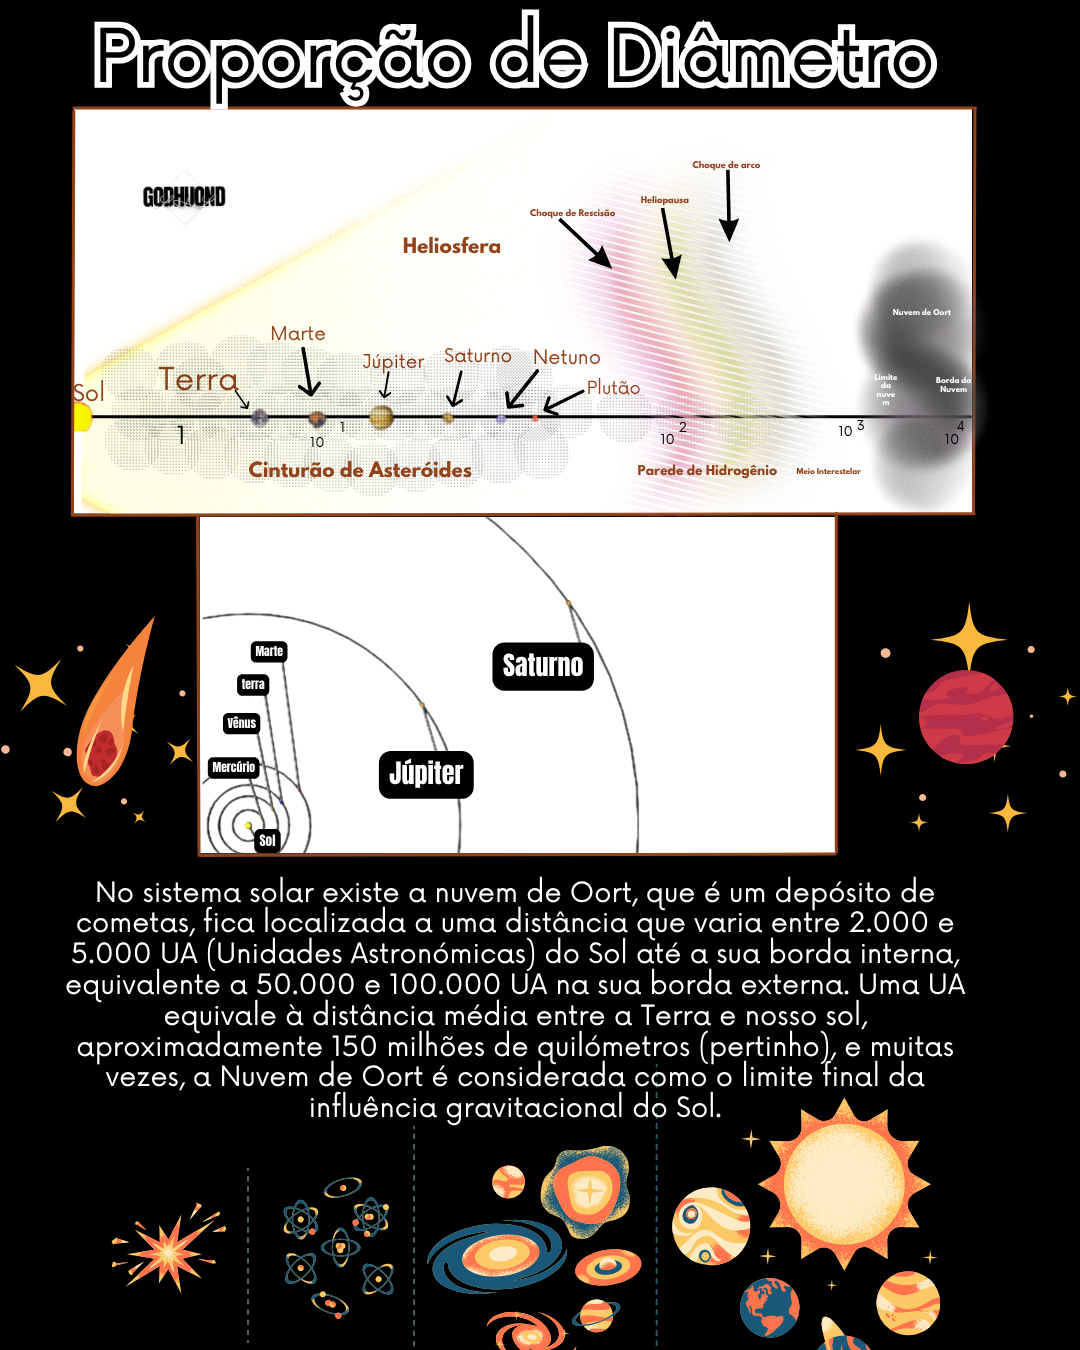 Proporção de Diâmetro
GODHUOND
Choque de arco
Heliopausa
Choque de Rescisão
Heliosfera
Nuvem de Oort
Marte
Júpiter
Saturno
Netuno
Terra
Plutão
Sol
Limite
da
nuve
m
Borda da
Nuvem
1
10 1
10 2
10 3
10 4
Cinturão de Asteróides
Parede de Hidrogênio
Meio Interestelar
Marte
terra
Vênus
Mercúrio
Sol
Júpiter
Saturno
No sistema solar existe a nuvem de Oort, que é um depósito de
cometas, fica localizada a uma distância que varia entre 2.000 e
5.000 UA (Unidades Astronómicas) do Sol até a sua borda interna,
equivalente a 50.000 e 100.000 UA na sua borda externa. Uma UA
equivale à distância média entre a Terra e nosso sol,
aproximadamente 150 milhões de quilómetros (pertinho), e muitas
vezes, a Nuvem de Oort é considerada como o limite final da
influência gravitacional do Sol.